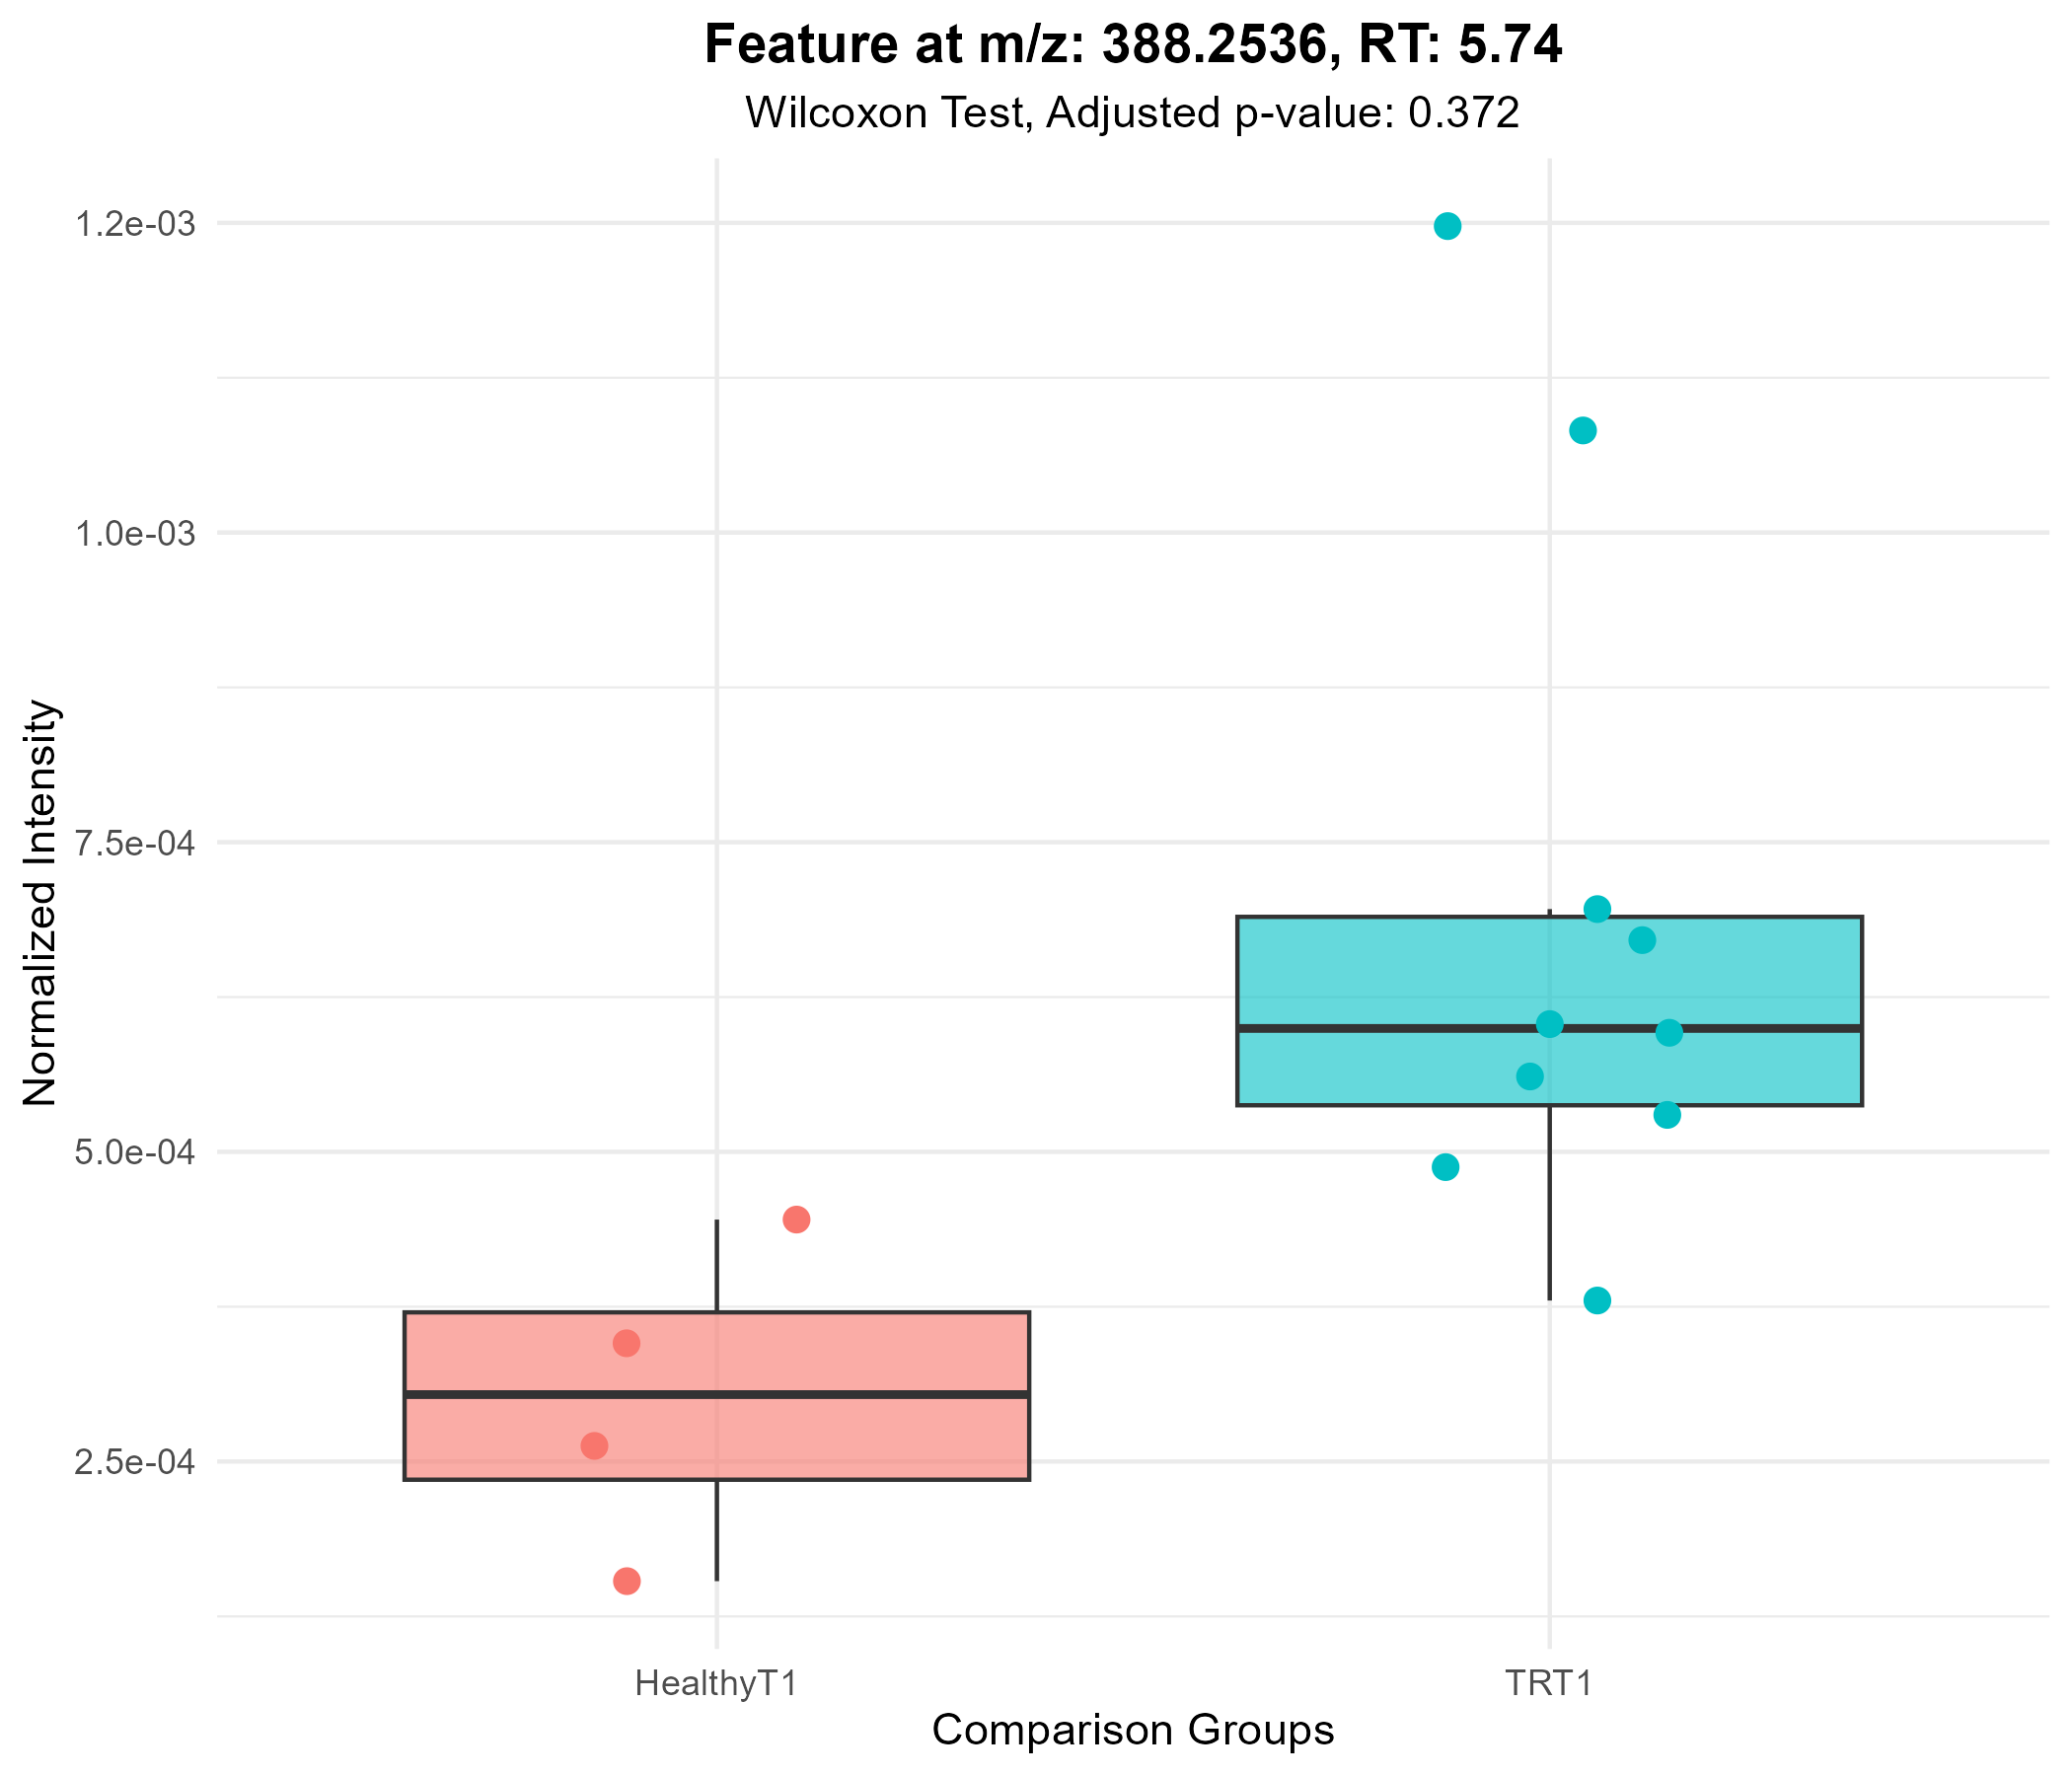 Feature at m/z: 388.2536, RT: 5.74
Wilcoxon Test, Adjusted p-value: 0.372
Normalized Intensity
1.2e-03
1.0e-03
7.5e-04
5.0e-04
2.5e-04
HealthyT1
TRT1
Comparison Groups